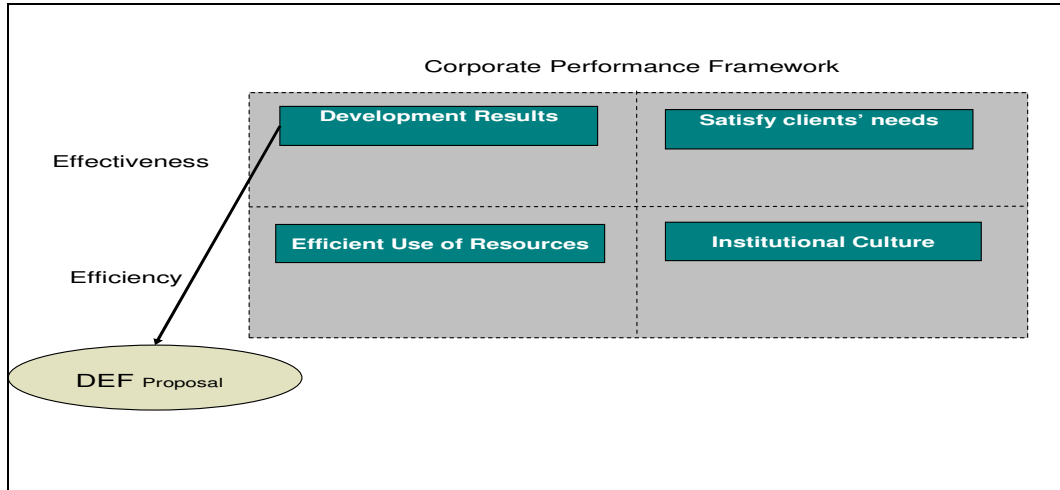 Corporate Performance Framework
Development Results
Satisfy clients’ needs
Effectiveness
Efficient Use of Resources
Institutional Culture
Efficiency
DEF Proposal